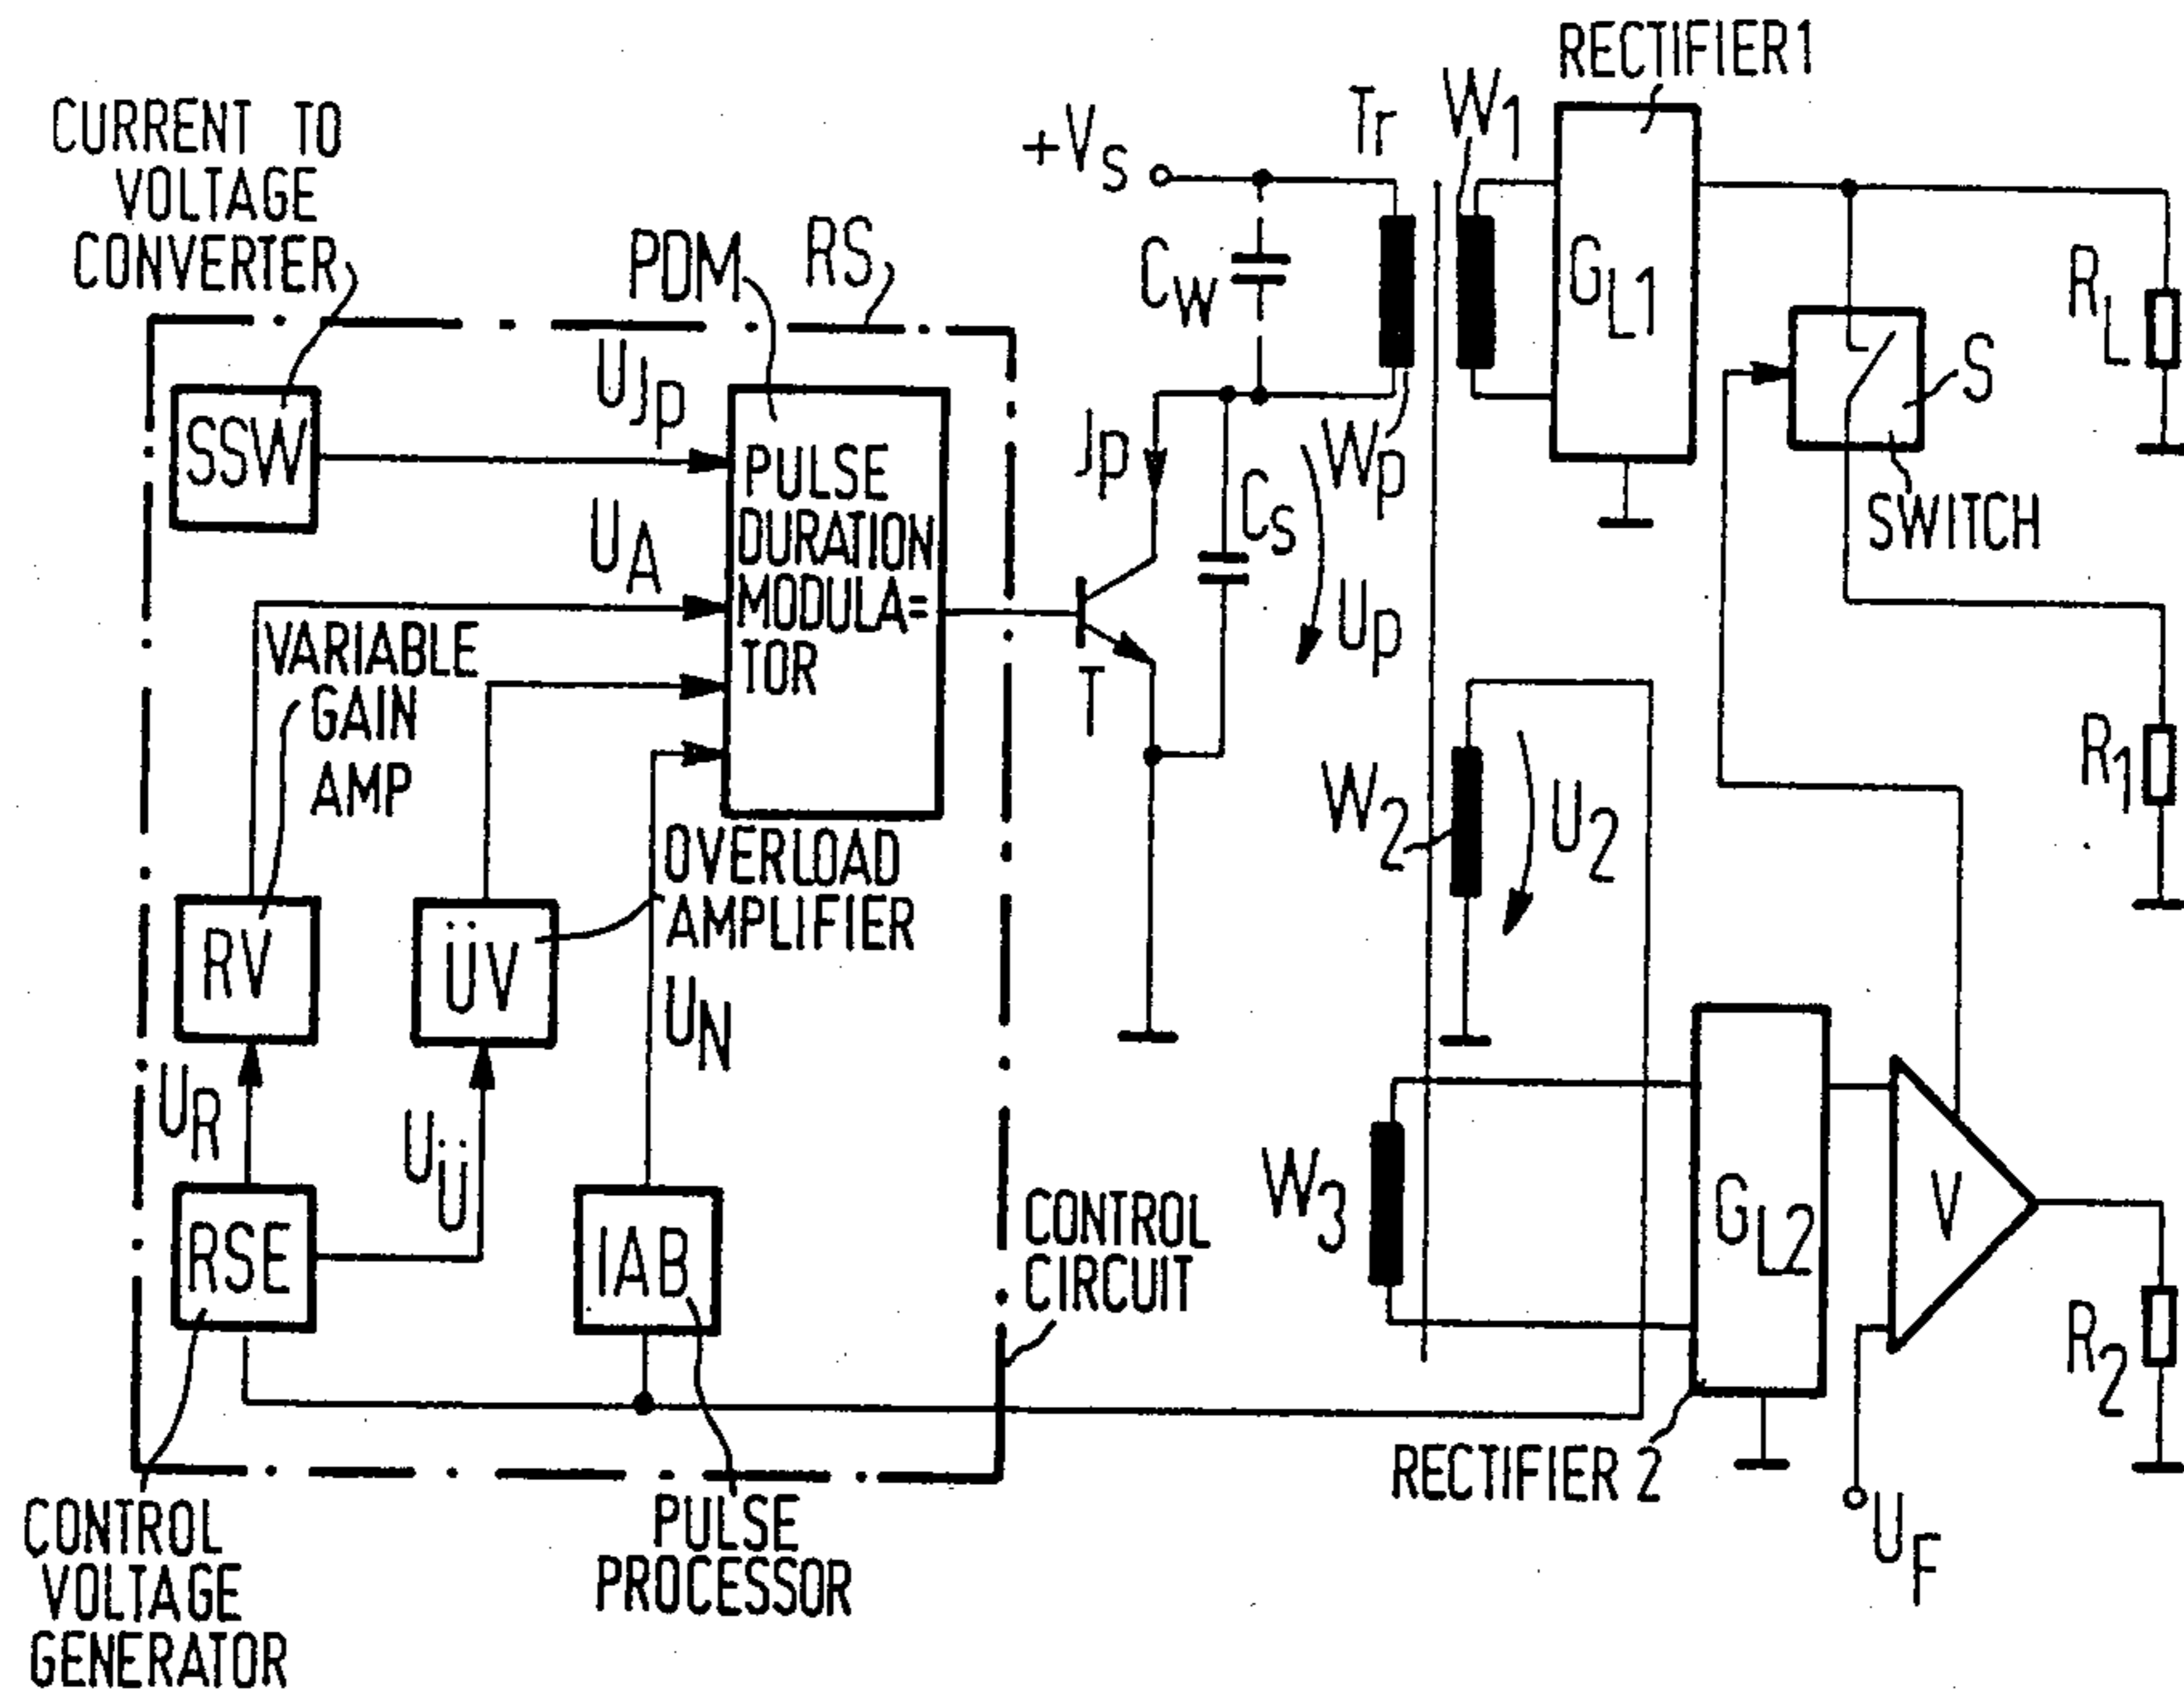 RECTIFIER 1
CURRENT TO
VOLTAGE
CONVERTER
PDM
RS
+VS
Tr
W1
CW
GL1
RL
S
SWITCH
SSW
UJp
UA
PULSE
DURATION
MODULA=
TOR
Jp
CS
Wp
Up
T
VARIABLE
GAIN
AMP
RV
ÜV
OVERLOAD
AMPLIFIER
UN
W2
U2
R1
UR
UÜ
RSE
IAB
CONTROL
CIRCUIT
W3
GL2
V
R2
RECTIFIER 2
UF
CONTROL
VOLTAGE
GENERATOR
PULSE
PROCESSOR